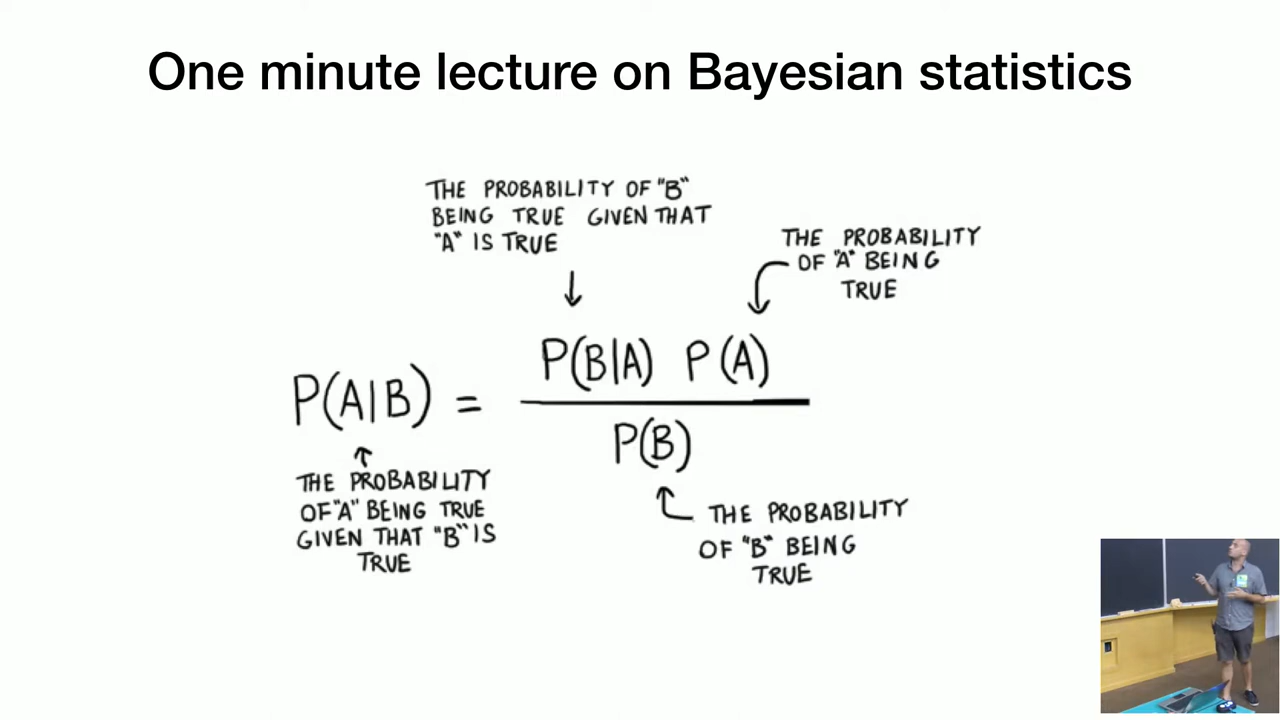 One minute lecture on Bayesian statistics
THE PROBABILITY OF "B"
BEING TRUE GIVEN THAT
"A" IS TRUE
THE PROBABILITY
OF "A" BEING
TRUE
P(B|A) P(A)
P(A|B) =
P(B)
THE PROBABILITY
OF "A" BEING TRUE
GIVEN THAT "B" IS
TRUE
THE PROBABILITY
OF "B" BEING
TRUE